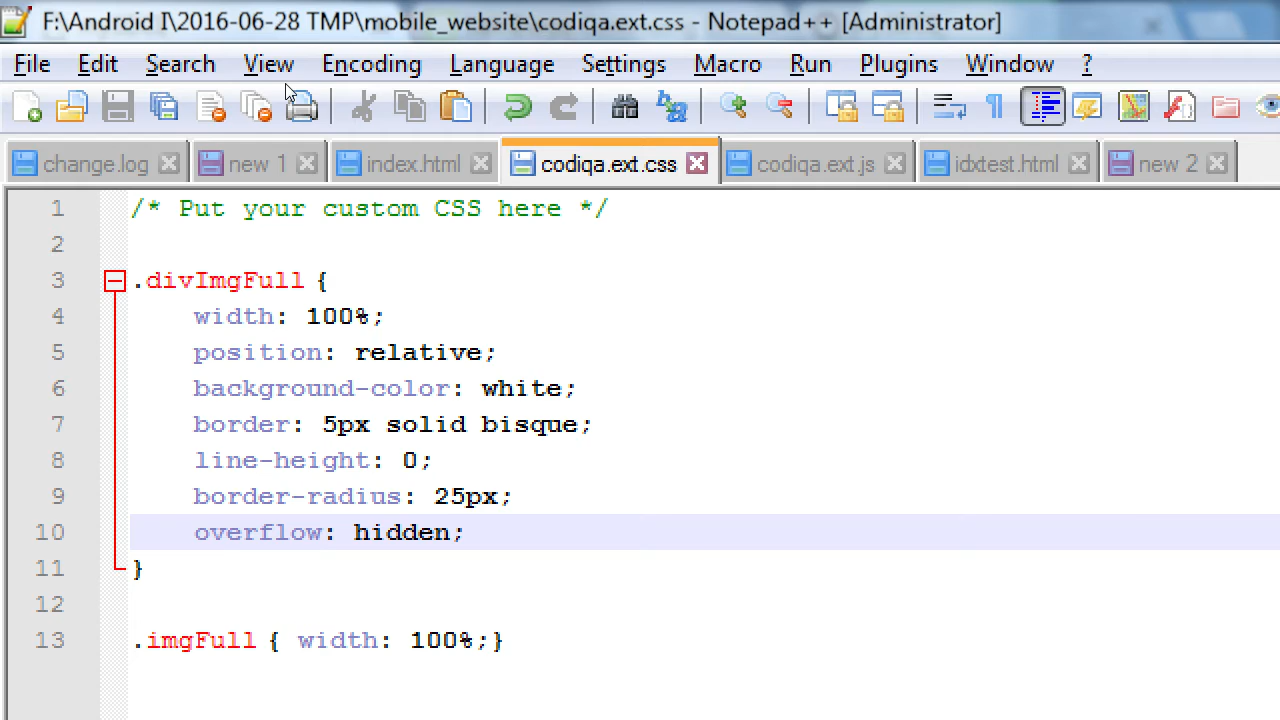 F:\Android I\2016-06-28 TMP\mobile_website\codiqa.ext.css - Notepad++ [Administrator]
File Edit Search View Encoding Language Settings Macro Run Plugins Window ?
change.log new 1 index.html codiqa.ext.css codiqa.ext.js idxtest.html new 2
1 /* Put your custom CSS here */
2
3 .divImgFull {
4 width: 100%;
5 position: relative;
6 background-color: white;
7 border: 5px solid bisque;
8 line-height: 0;
9 border-radius: 25px;
10 overflow: hidden;
11 }
12
13 .imgFull { width: 100%;}